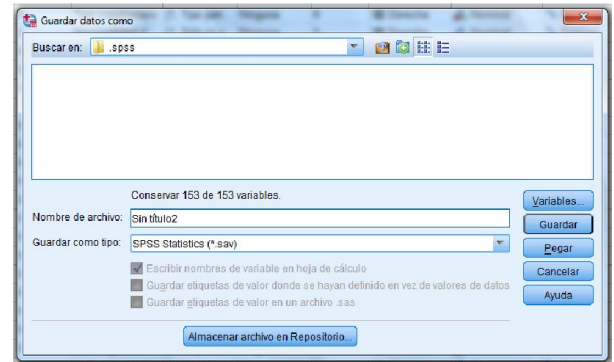 Guardar datos como
Buscar en: .spss
Conservar 153 de 153 variables.
Nombre de archivo: Sin título2
Guardar como tipo: SPSS Statistics (*.sav)
Escribir nombres de variable en hoja de cálculo
Guardar etiquetas de valor donde se hayan definido en vez de valores de datos
Guardar etiquetas de valor en un archivo .sas
Variables...
Guardar
Pegar
Cancelar
Ayuda
Almacenar archivo en Repositorio...